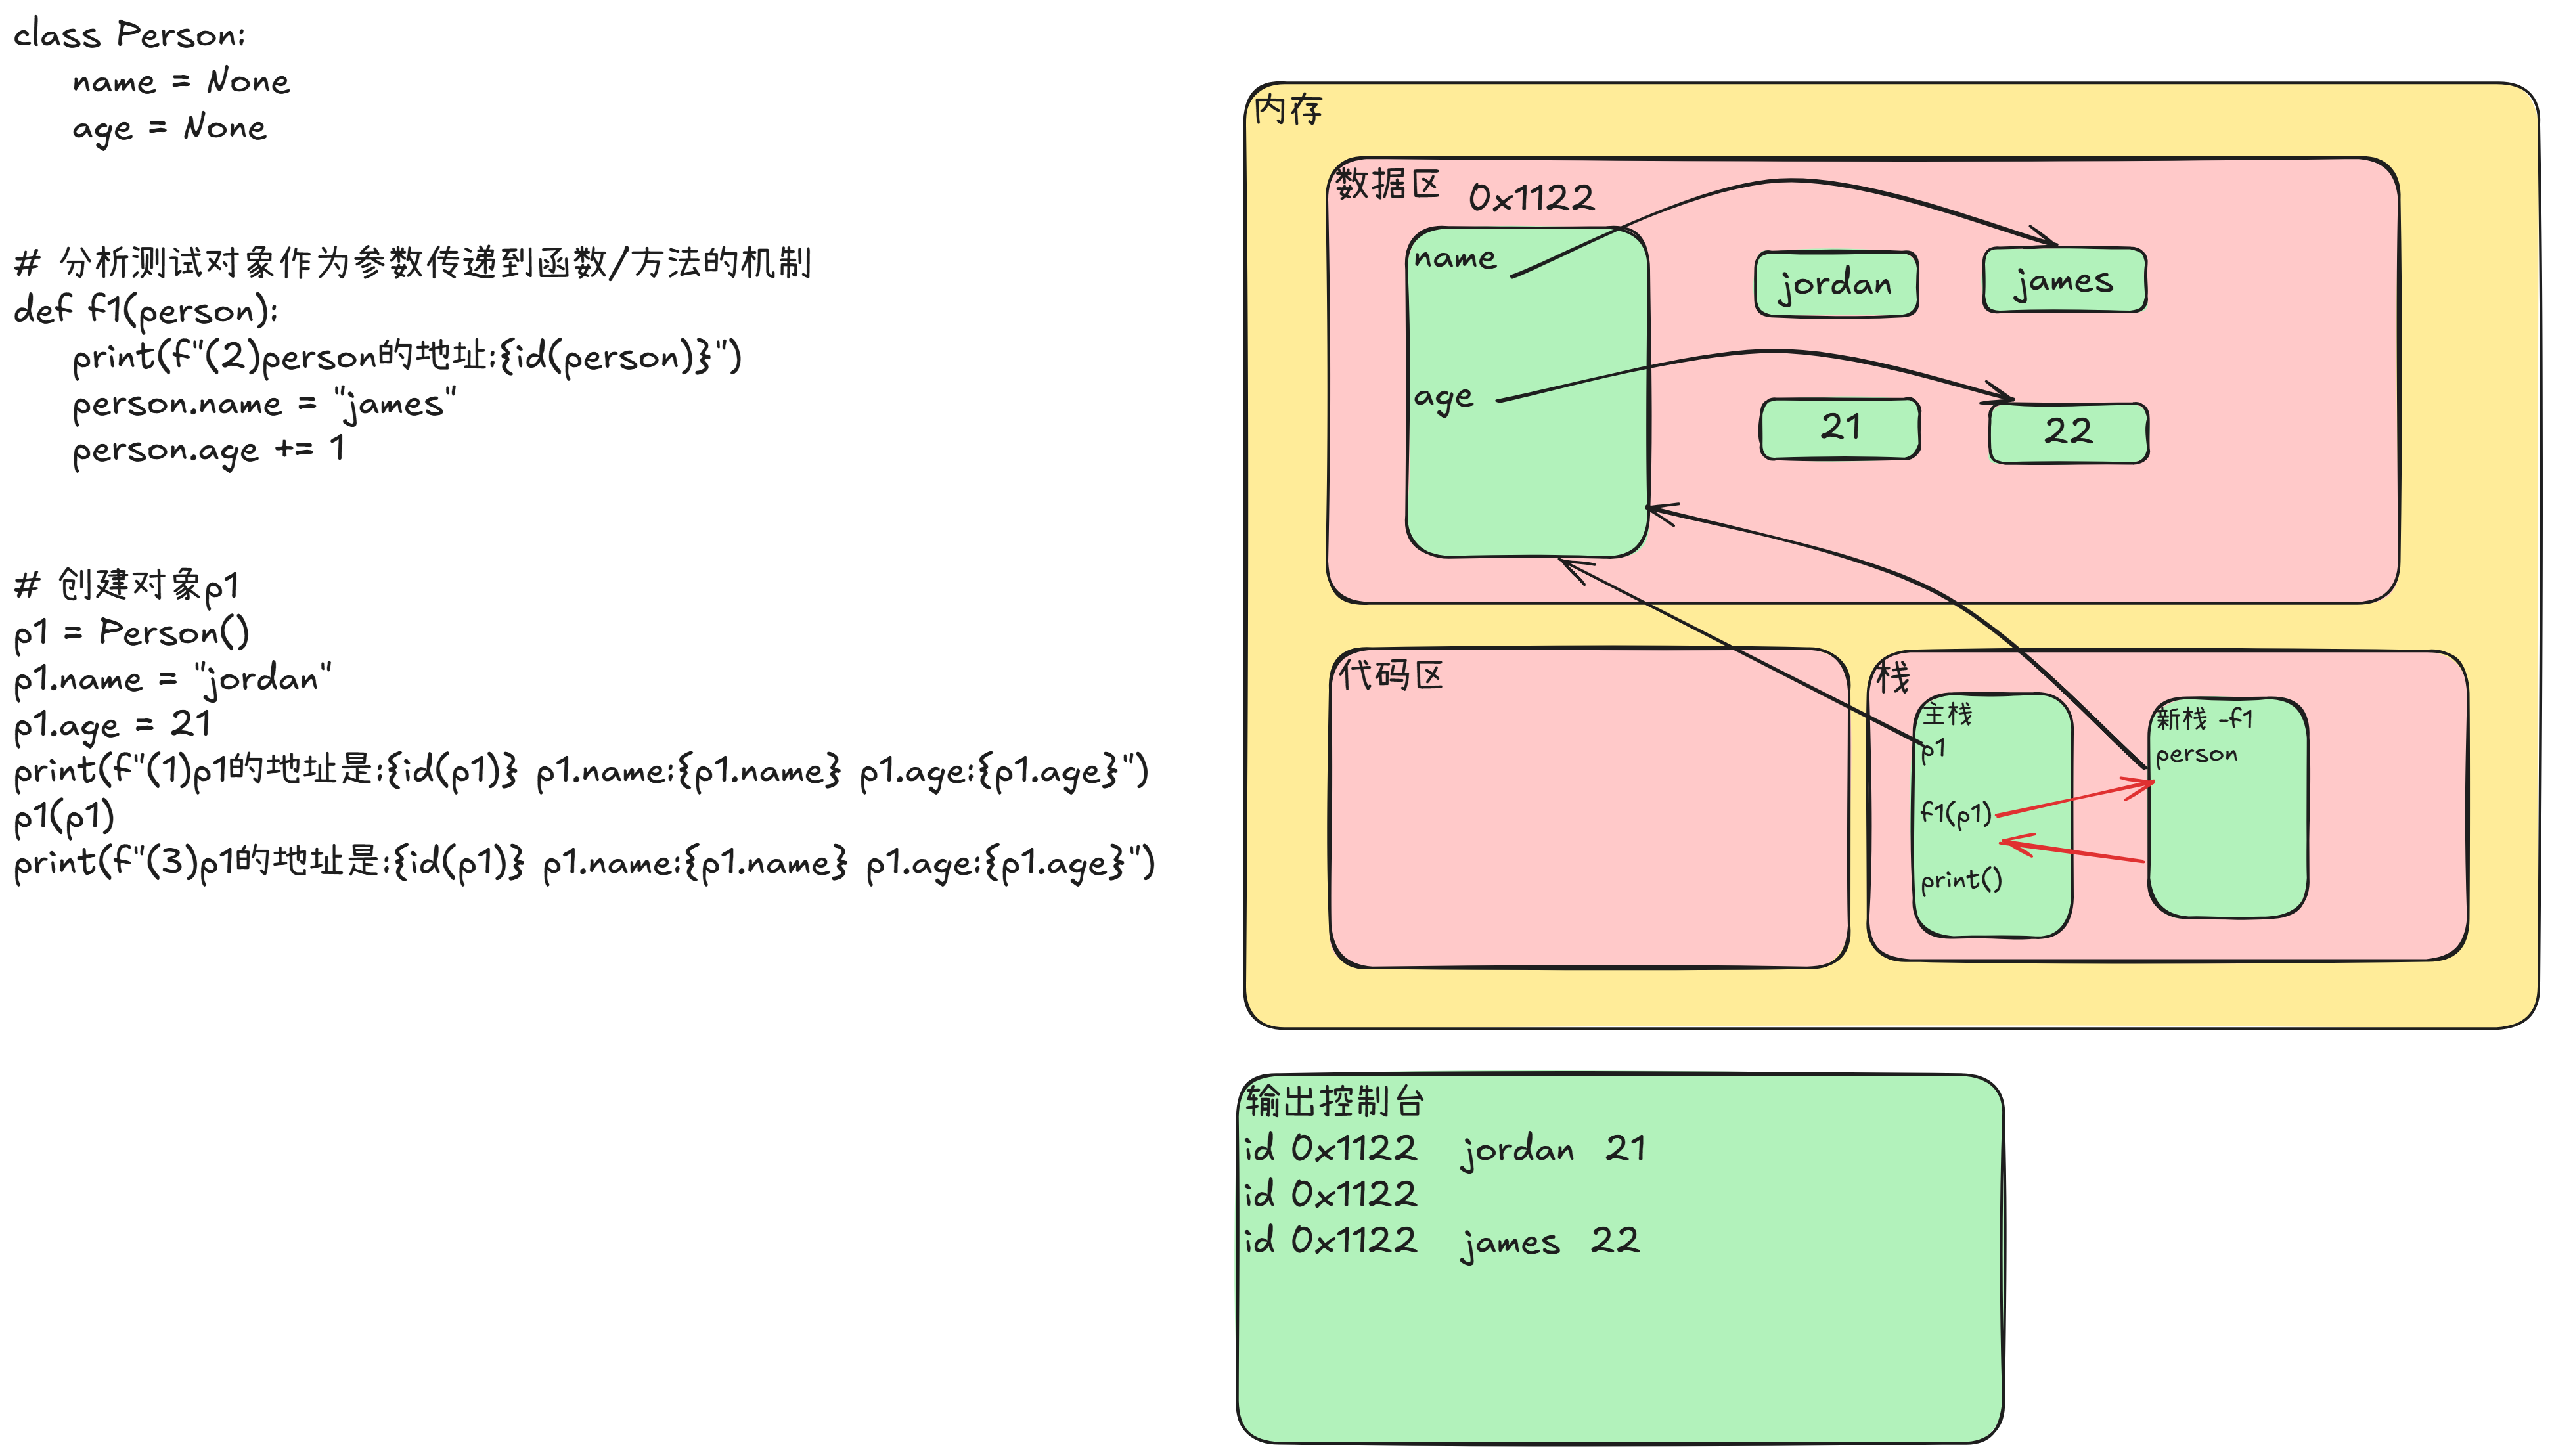 class Person:
name = None
age = None
# 分析测试对象作为参数传递到函数/方法的机制
def f1(person):
print(f"(2)person的地址:{id(person)}")
person.name = "james"
person.age += 1
# 创建对象p1
p1 = Person()
p1.name = "jordan"
p1.age = 21
print(f"(1)p1的地址是:{id(p1)} p1.name:{p1.name} p1.age:{p1.age}")
p1(p1)
print(f"(3)p1的地址是:{id(p1)} p1.name:{p1.name} p1.age:{p1.age}")
内存
数据区
0x1122
name
jordan
james
age
21
22
代码区
栈
主栈
p1
f1(p1)
print()
新栈 -f1
person
输出控制台
id 0x1122 jordan 21
id 0x1122
id 0x1122 james 22